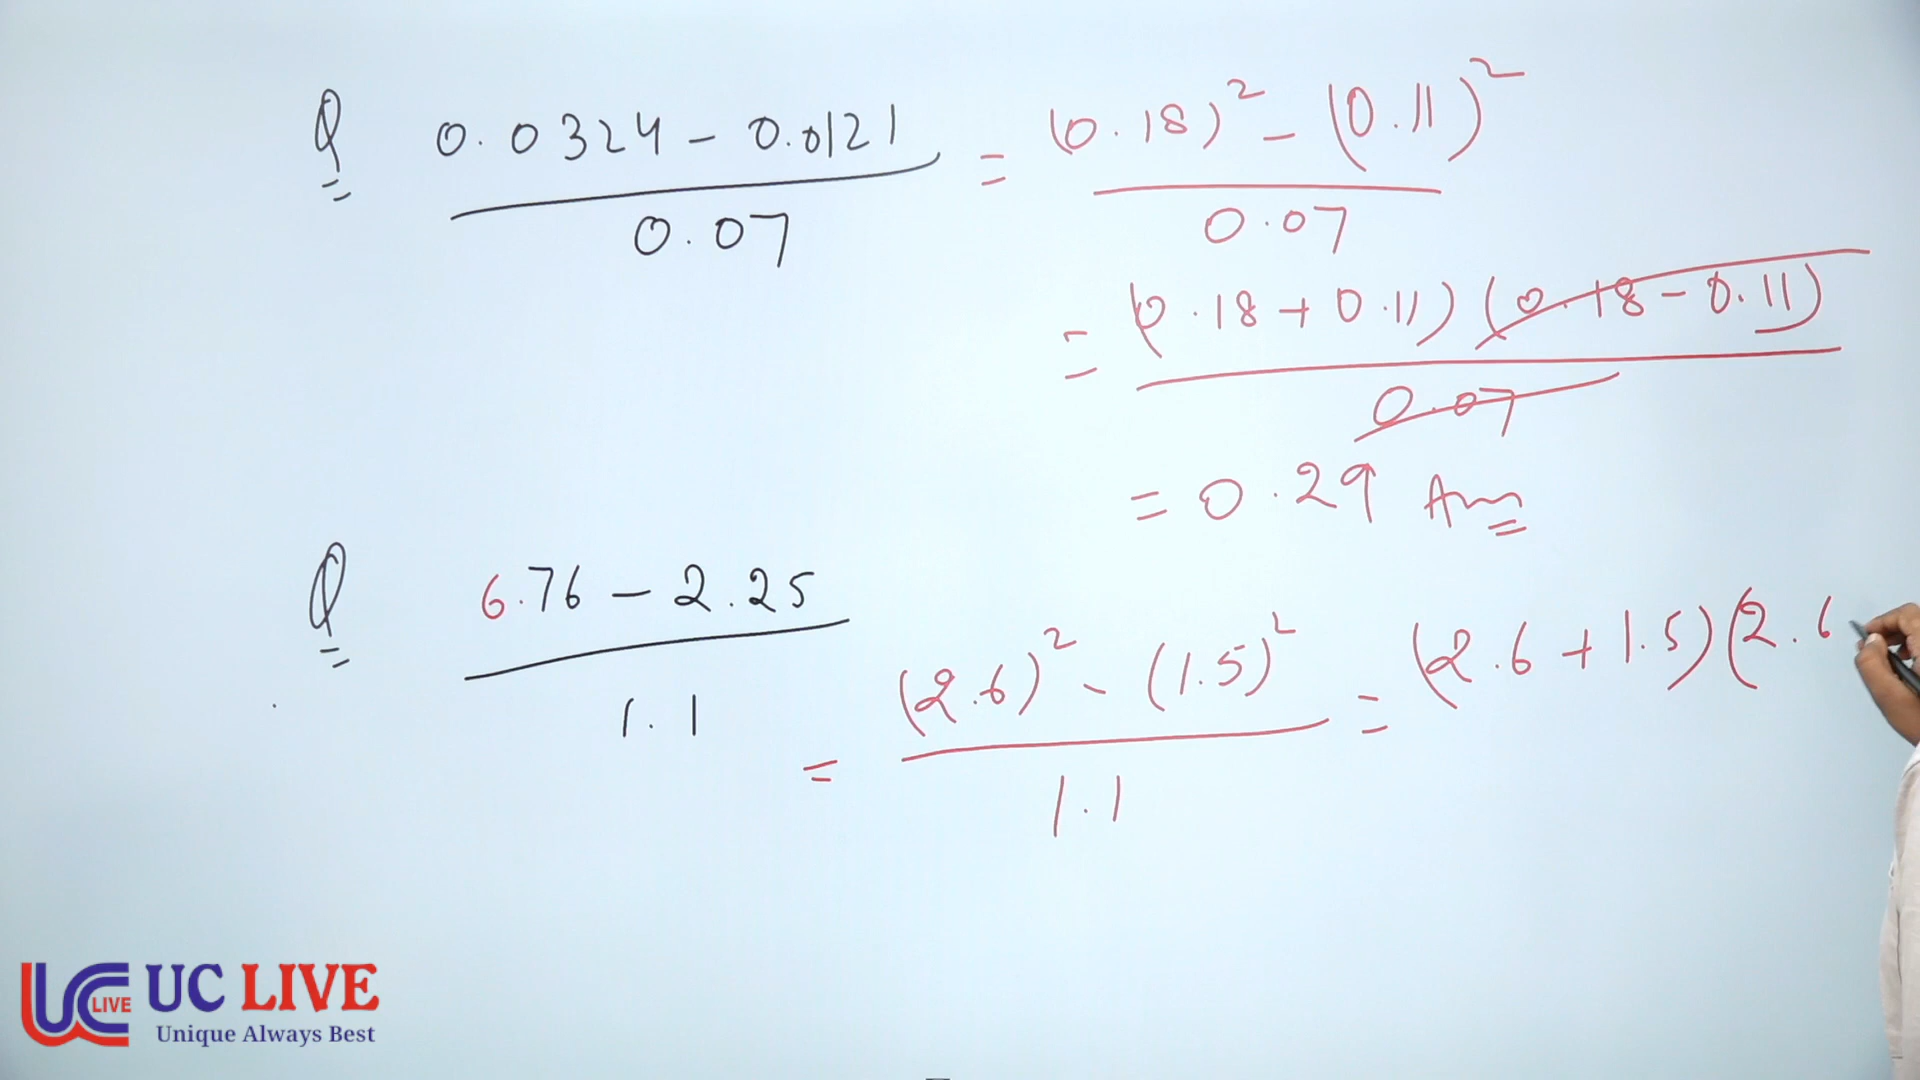 Q 0.0324 - 0.0121 / 0.07 = (0.18)² - (0.11)² / 0.07
= (0.18 + 0.11) (0.18 - 0.11) / 0.07
= 0.29 Ans
Q 6.76 - 2.25 / 1.1
= (2.6)² - (1.5)² / 1.1 = (2.6 + 1.5) (2.6
UC LIVE UC LIVE
Unique Always Best